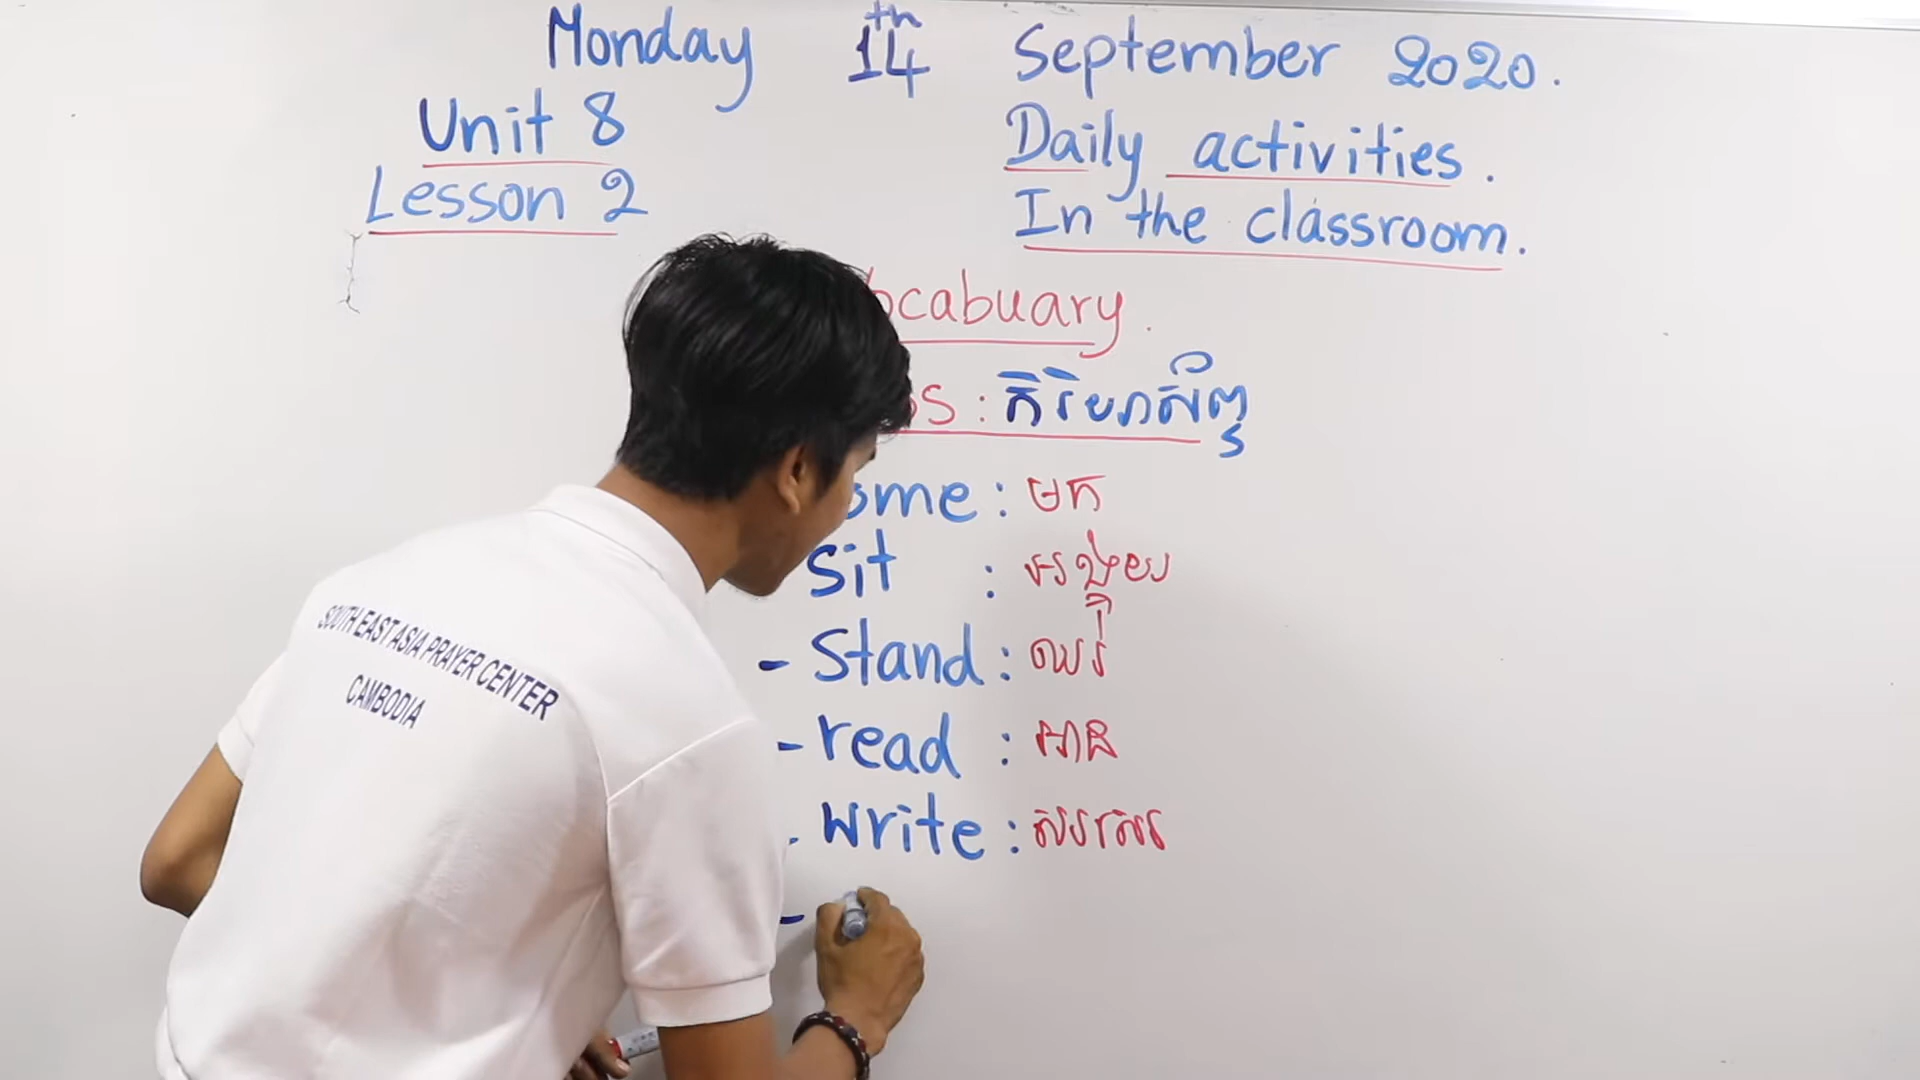 Monday 14th September 2020.
Unit 8 Daily activities.
Lesson 2 In the classroom.
ocabuary.
s : កិរិយាស័ព្ទ
ome : មក
Sit : អង្គុយ
- Stand : ឈរ
- read : អាន
- write : សរសេរ
-
SOUTH EAST ASIA PRAYER CENTER
CAMBODIA